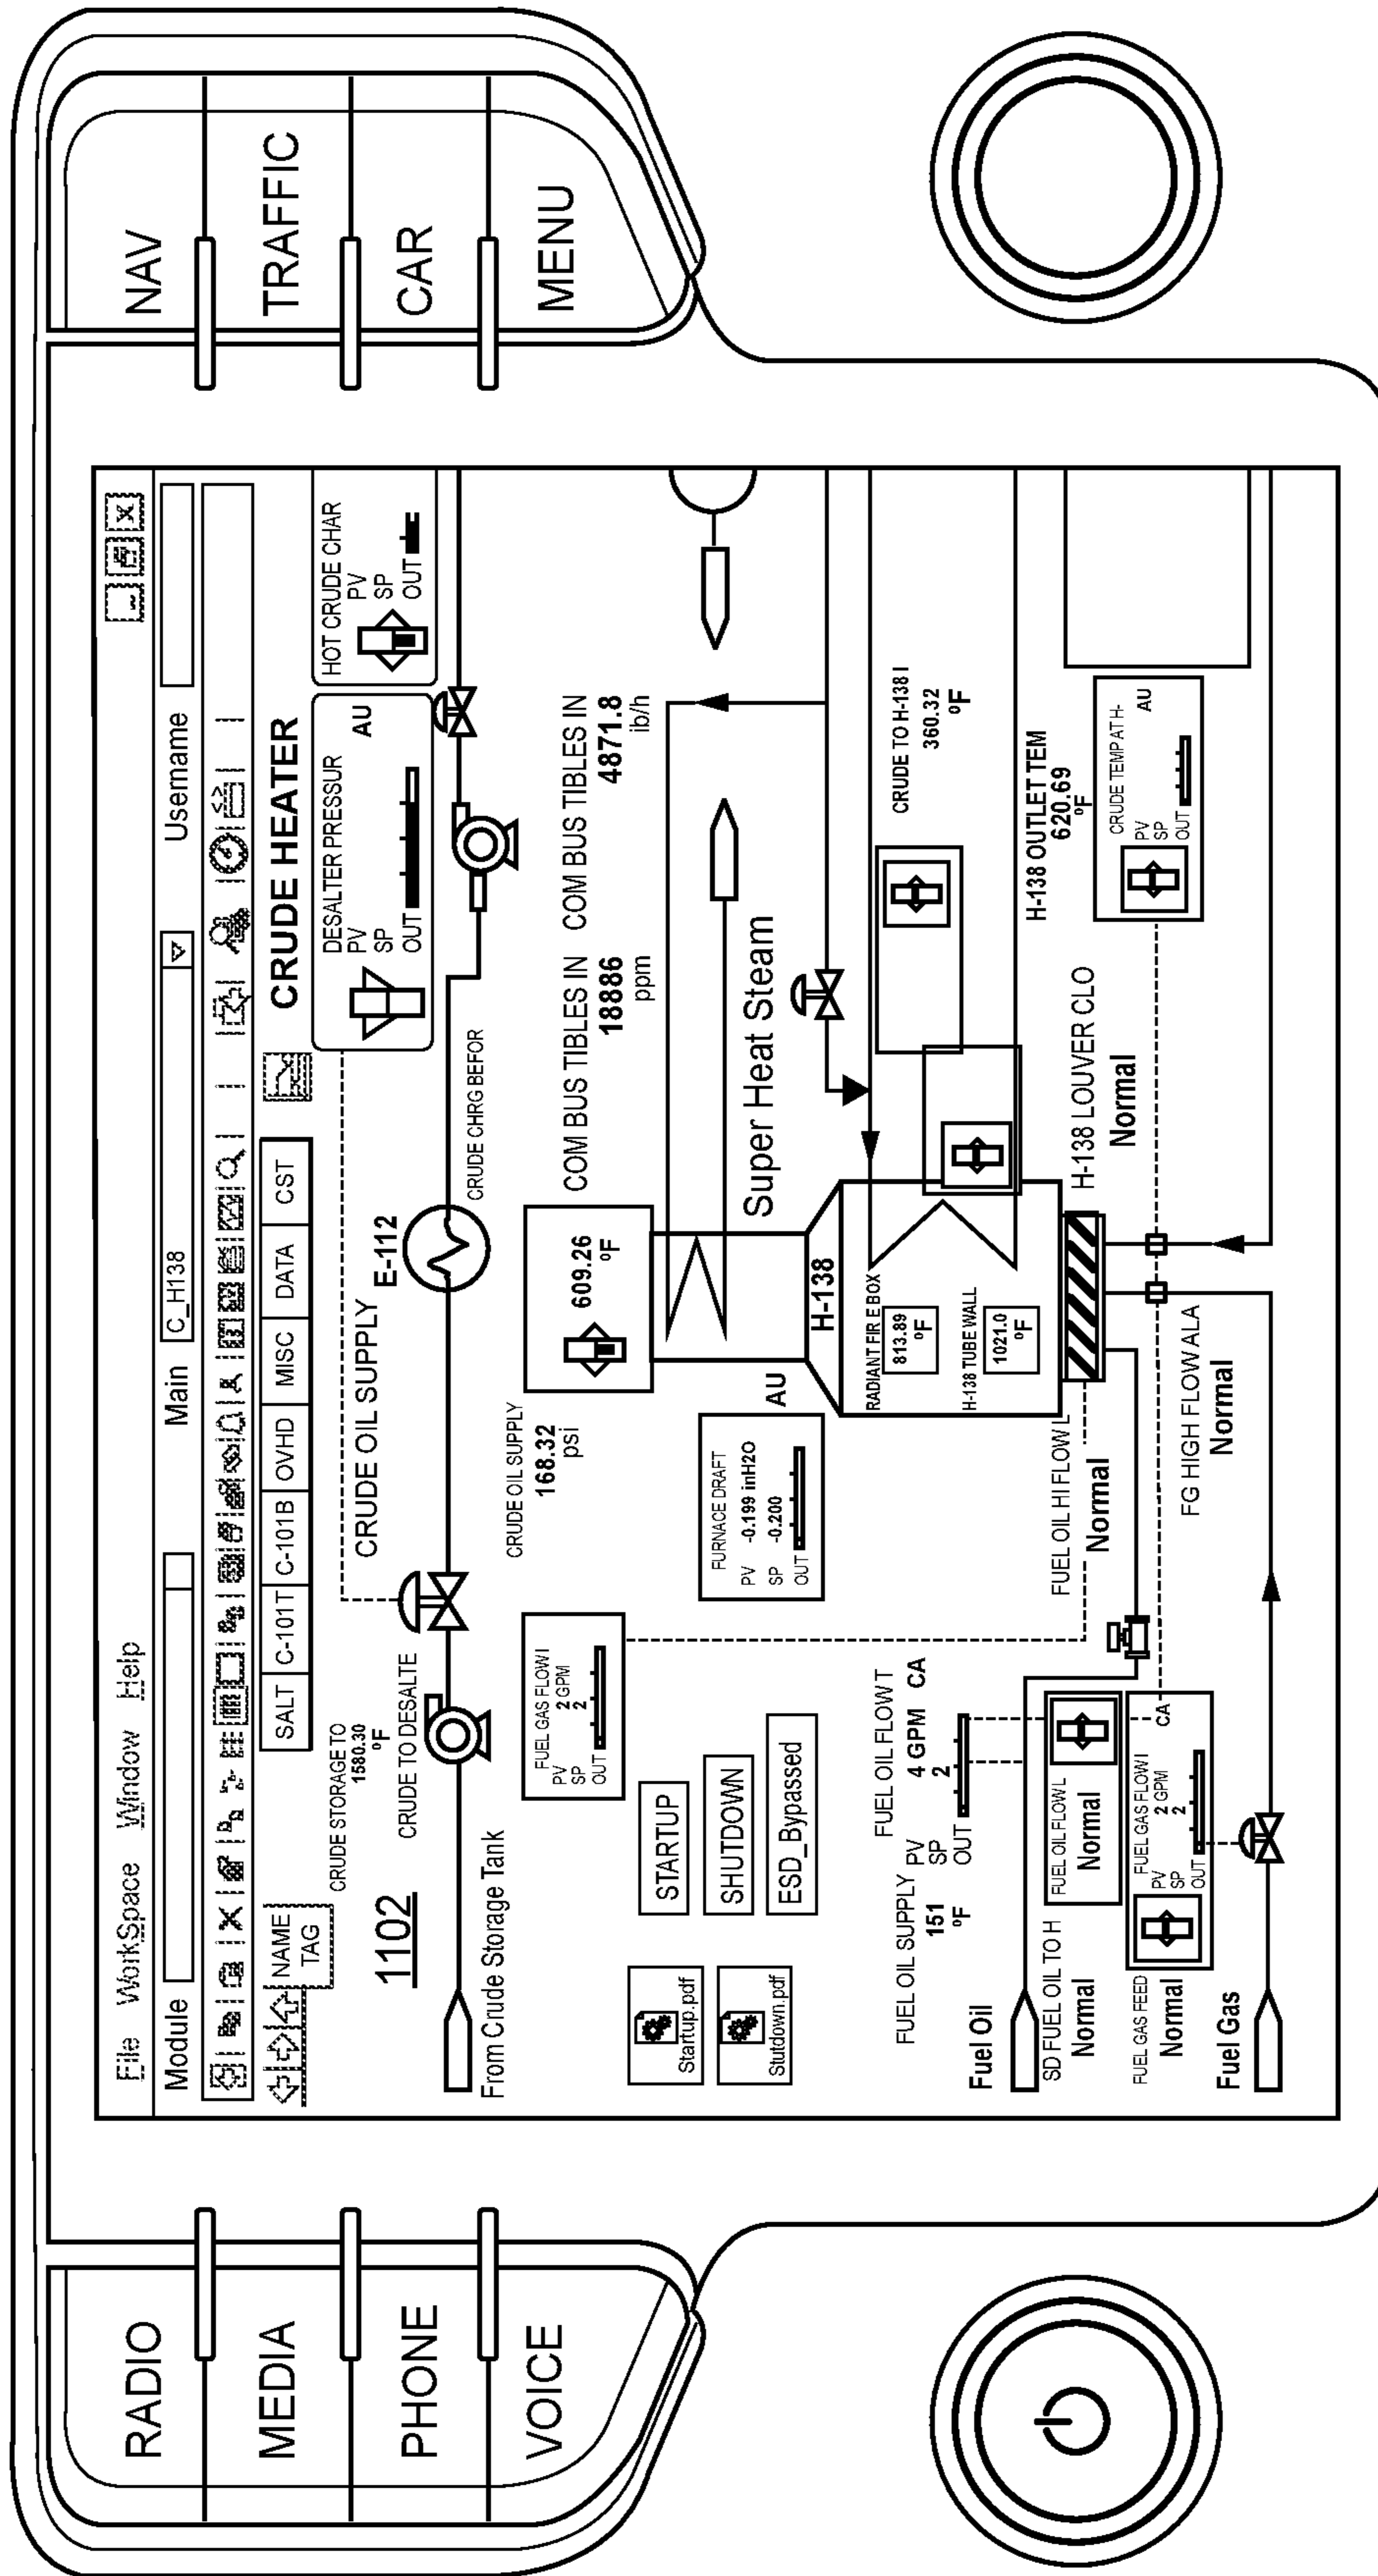 RADIO
MEDIA
PHONE
VOICE
NAV
TRAFFIC
CAR
MENU
File WorkSpace Window Help
Module
Main
C_H138
Username
SALT C-101T C-101B OVHD MISC DATA CST
NAME
TAG
CRUDE HEATER
CRUDE STORAGE TO
1580.30
ºF
1102
CRUDE TO DESALTE
CRUDE OIL SUPPLY
E-112
DESALTER PRESSUR
PV
SP
OUT
AU
HOT CRUDE CHAR
PV
SP
OUT
From Crude Storage Tank
CRUDE CHRG BEFOR
CRUDE OIL SUPPLY
168.32
psi
609.26
ºF
COM BUS TIBLES IN
18886
ppm
COM BUS TIBLES IN
4871.8
ib/h
FUEL GAS FLOW I
PV 2 GPM
SP 2
OUT
Startup.pdf
Stutdown.pdf
STARTUP
SHUTDOWN
ESD_Bypassed
FURNACE DRAFT
PV -0.199 inH2O
SP -0.200
OUT
AU
Super Heat Steam
H-138
RADIANT FIR E BOX
813.89
ºF
H-138 TUBE WALL
1021.0
ºF
CRUDE TO H-138 I
360.32
ºF
H-138 OUTLET TEM
620.69
ºF
FUEL OIL SUPPLY
151
ºF
FUEL OIL FLOW T
PV 4 GPM CA
SP 2
OUT
Fuel Oil
SD FUEL OIL TO H
Normal
FUEL OIL FLOW L
Normal
FUEL OIL HI FLOW L
Normal
H-138 LOUVER CLO
Normal
CRUDE TEMP AT H-
PV
SP
OUT
AU
FUEL GAS FEED
Normal
FUEL GAS FLOW I
PV 2 GPM
SP 2
OUT
CA
FG HIGH FLOW ALA
Normal
Fuel Gas